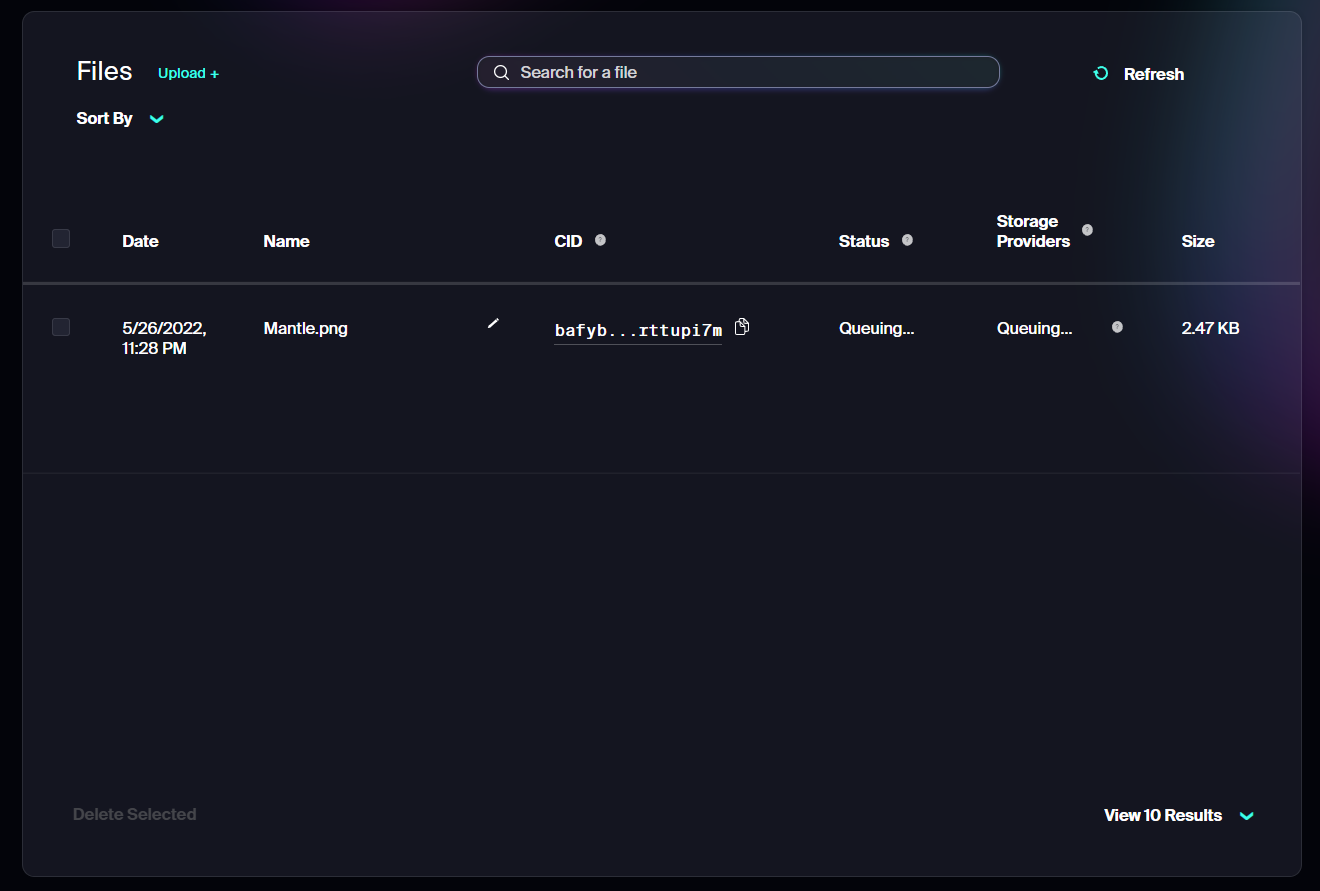 Files
Upload +
Search for a file
Refresh
Sort By
Date
Name
CID
Status
Storage
Providers
Size
5/26/2022,
11:28 PM
Mantle.png
bafyb...rttupi7m
Queuing...
Queuing...
2.47 KB
Delete Selected
View 10 Results